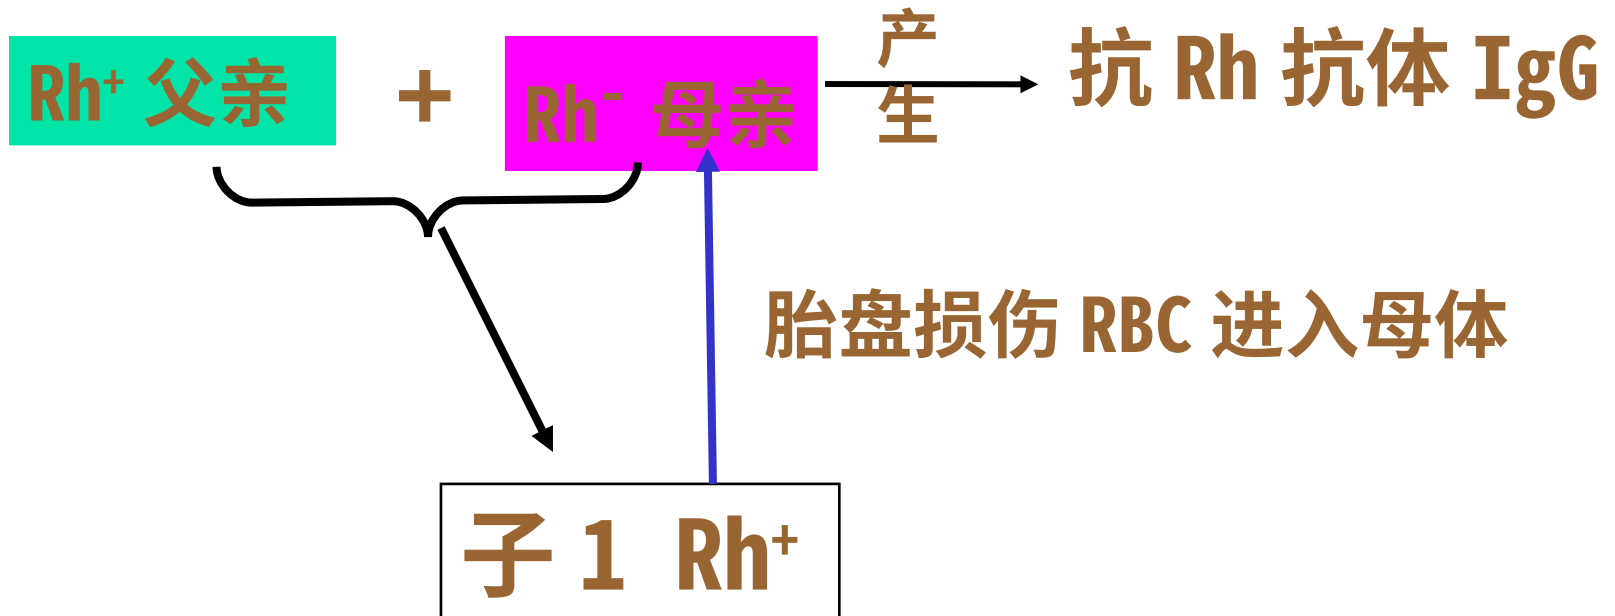 Rh⁺ 父亲
+
Rh⁻ 母亲
产生
抗 Rh 抗体 IgG
胎盘损伤 RBC 进入母体
子 1 Rh⁺